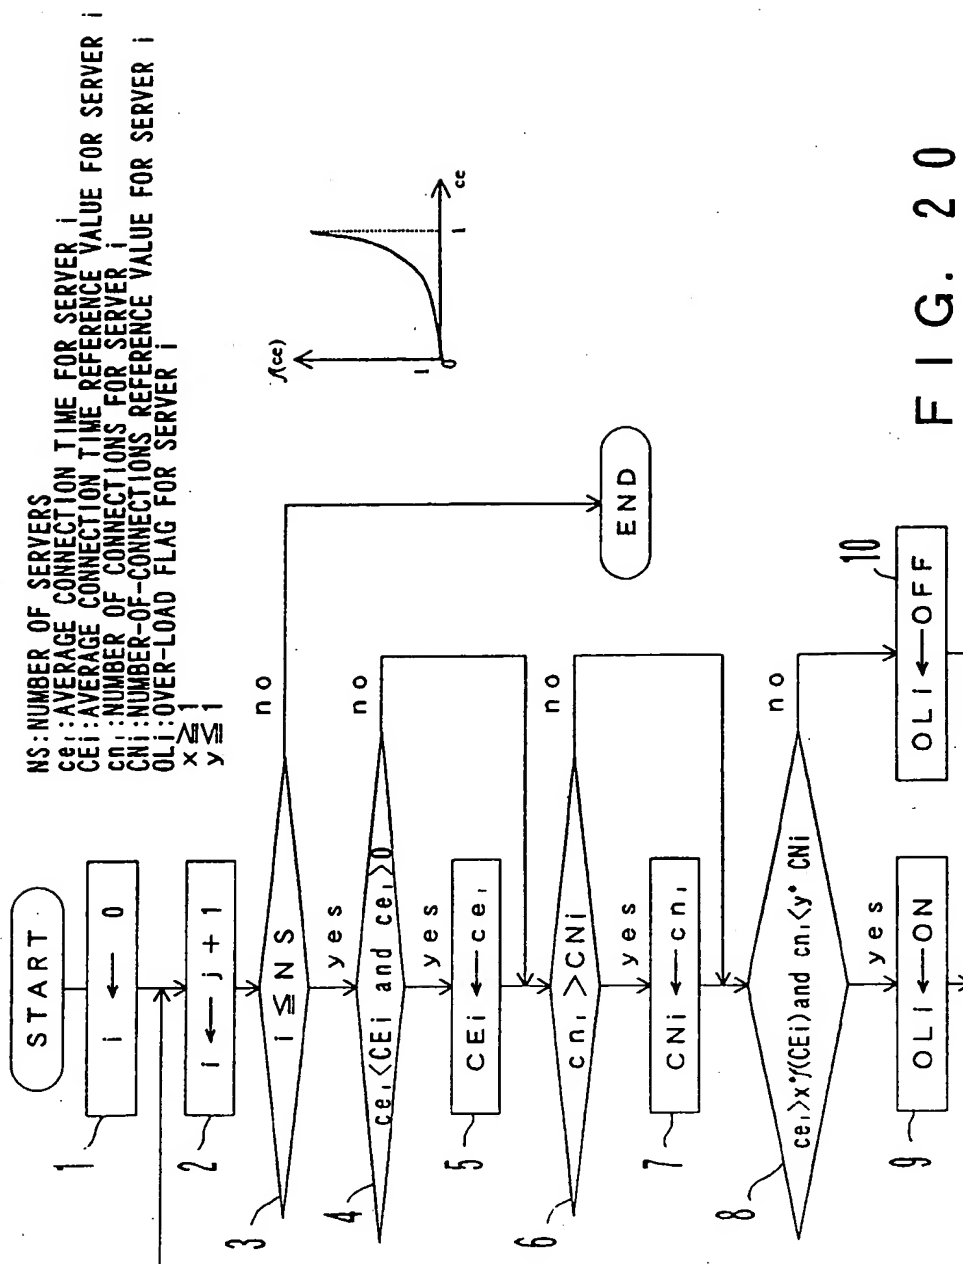 NS:NUMBER OF SERVERS
ceᵢ:AVERAGE CONNECTION TIME FOR SERVER i
CEi:AVERAGE CONNECTION TIME REFERENCE VALUE FOR SERVER i
cnᵢ:NUMBER OF CONNECTIONS FOR SERVER i
CNi:NUMBER-OF-CONNECTIONS REFERENCE VALUE FOR SERVER i
OLi:OVER-LOAD FLAG FOR SERVER i
x≧1
y≦1
START
1
i ← 0
2
i ← j + 1
3
i ≦ N S
no
yes
4
ceᵢ<CEi and ceᵢ>0
no
yes
5
CEi ← ceᵢ
6
cnᵢ >CNi
no
yes
7
CNi ← cnᵢ
8
ceᵢ>x*f(CEi) and cnᵢ<y* CNi
no
yes
9
OLi←ON
10
OLi←OFF
END
f(ce)
1
0
1
ce
FIG. 20